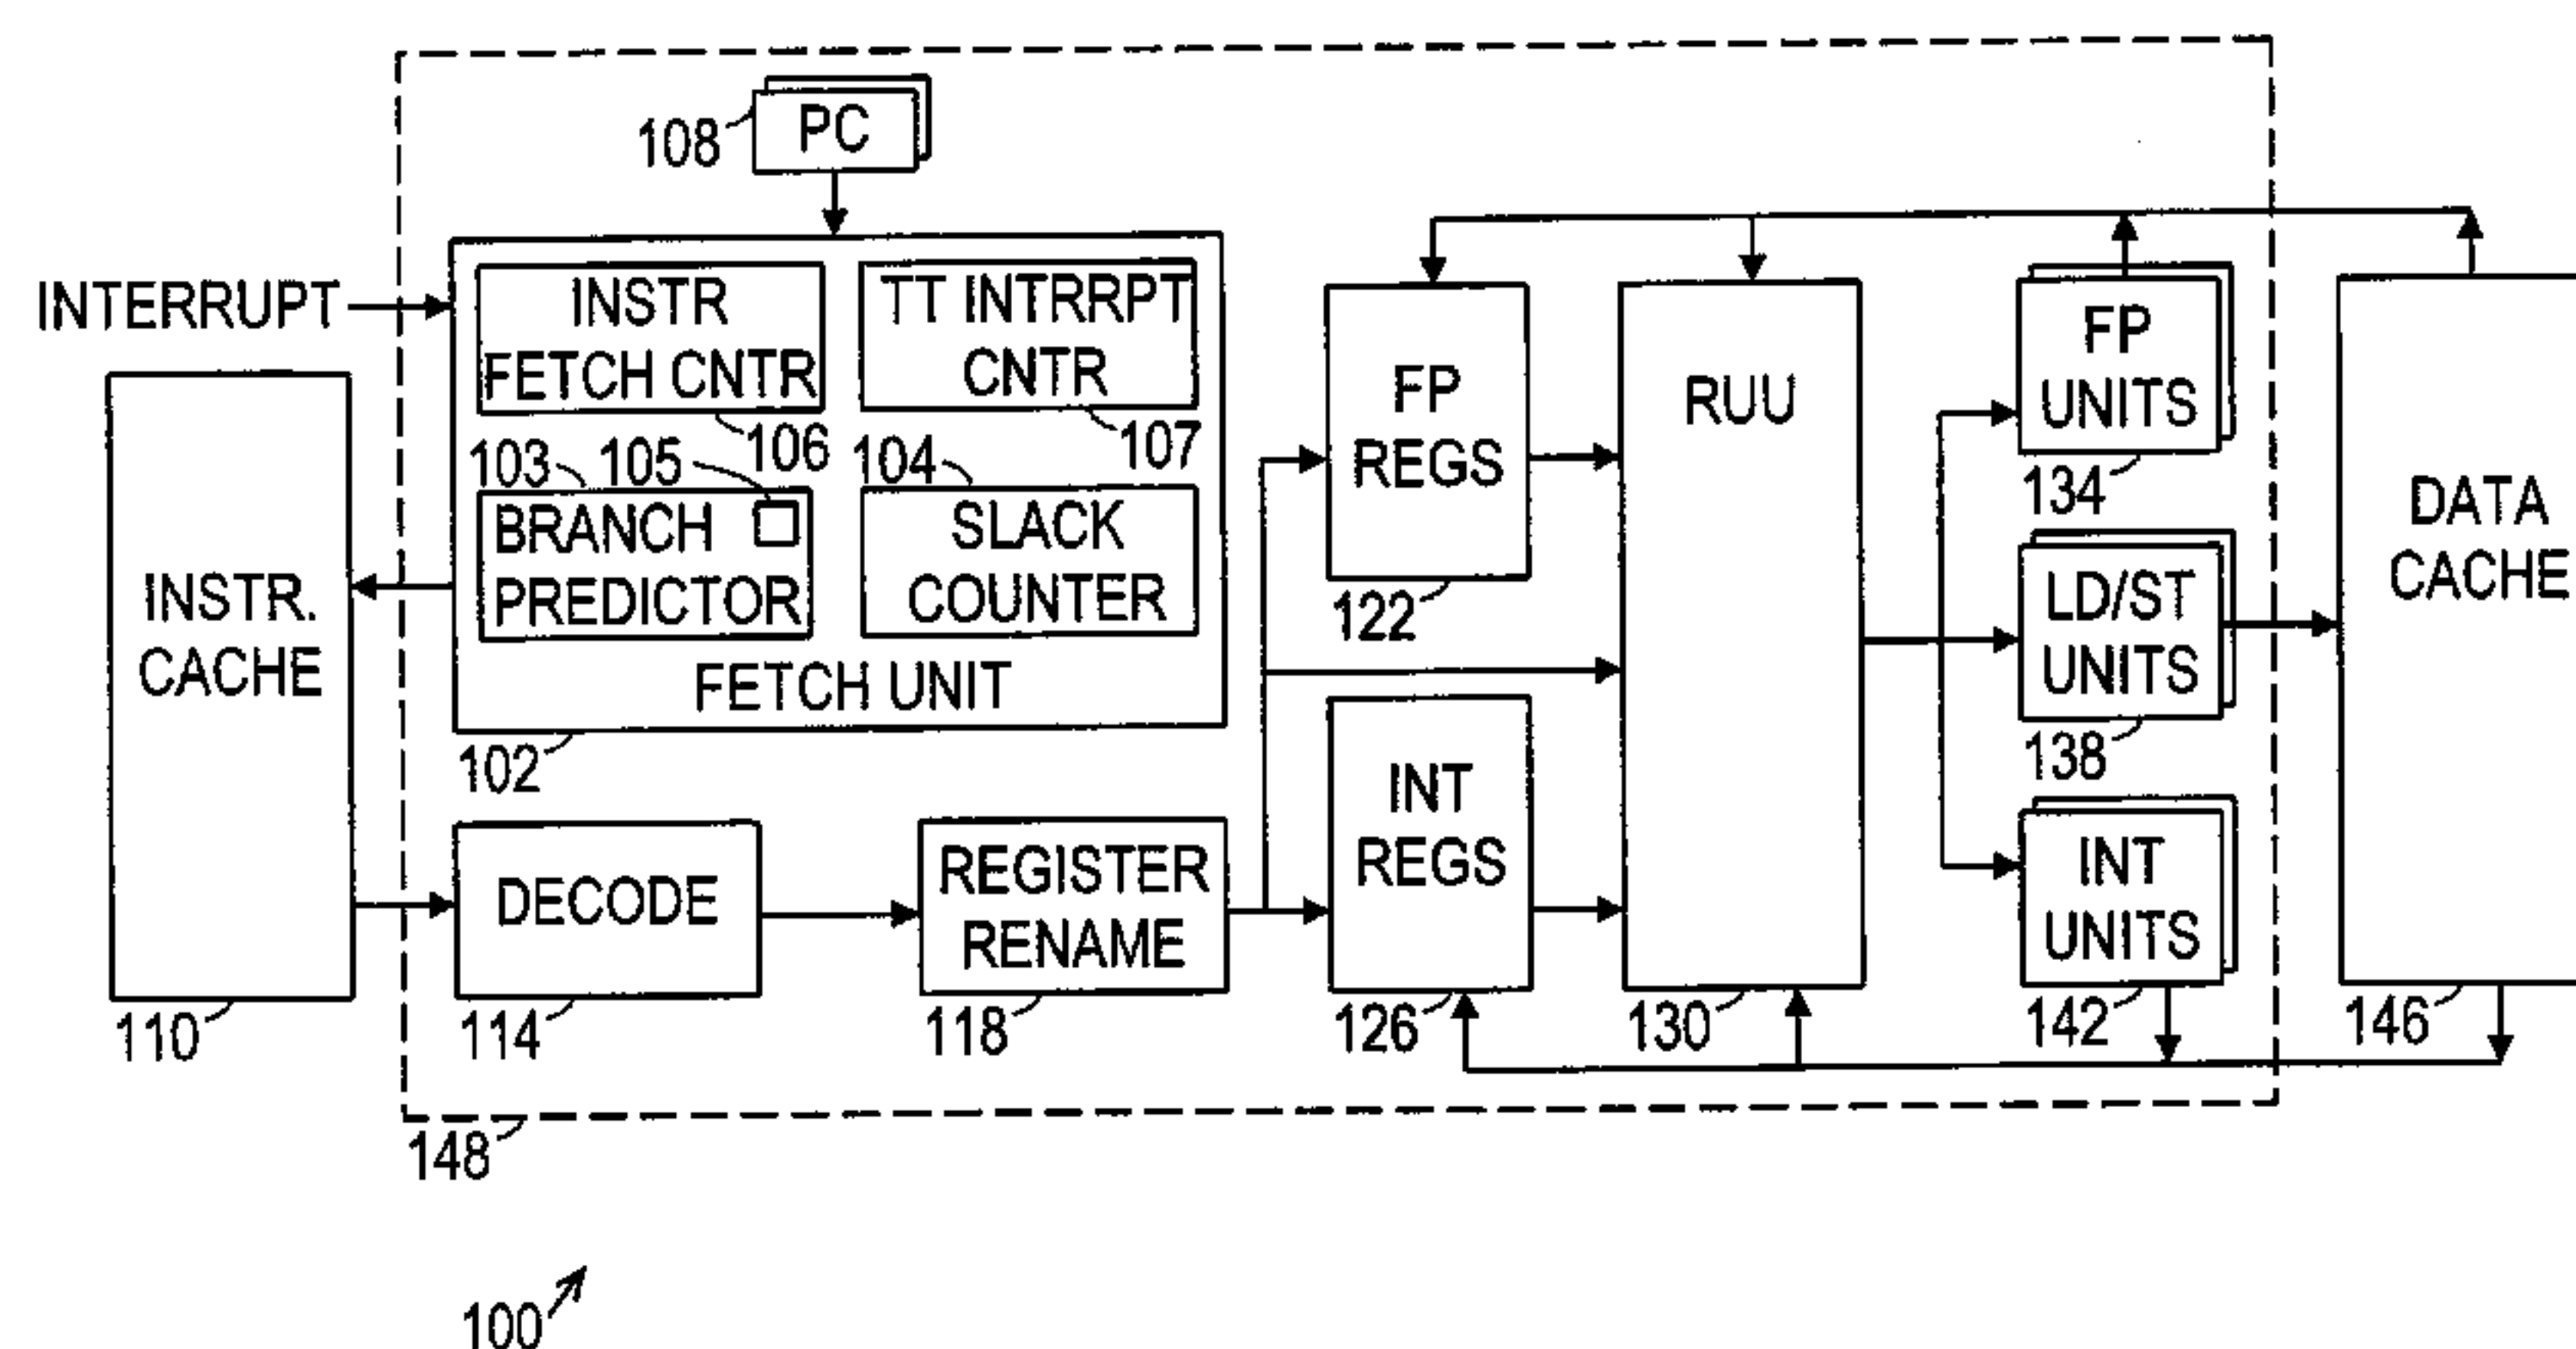 108
PC
INTERRUPT
INSTR
FETCH CNTR
106
TT INTRRPT
CNTR
107
103
105
BRANCH
PREDICTOR
104
SLACK
COUNTER
FETCH UNIT
102
INSTR.
CACHE
110
DECODE
114
REGISTER
RENAME
118
FP
REGS
122
INT
REGS
126
RUU
130
FP
UNITS
134
LD/ST
UNITS
138
INT
UNITS
142
DATA
CACHE
146
148
100